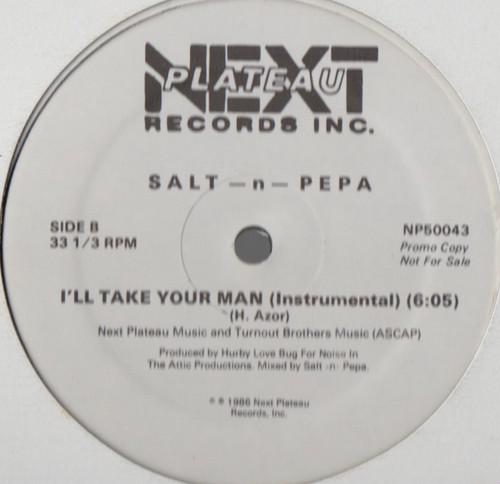 NEXT
PLATEAU
RECORDS INC.
SALT -n- PEPA
SIDE B
33 1/3 RPM
NP50043
Promo Copy
Not For Sale
I'LL TAKE YOUR MAN (Instrumental) (6:05)
(H. Azor)
Next Plateau Music and Turnout Brothers Music (ASCAP)
Produced by Hurby Love Bug For Noise In
The Attic Productions. Mixed by Salt -n- Pepa.
℗ © 1986 Next Plateau
Records, Inc.